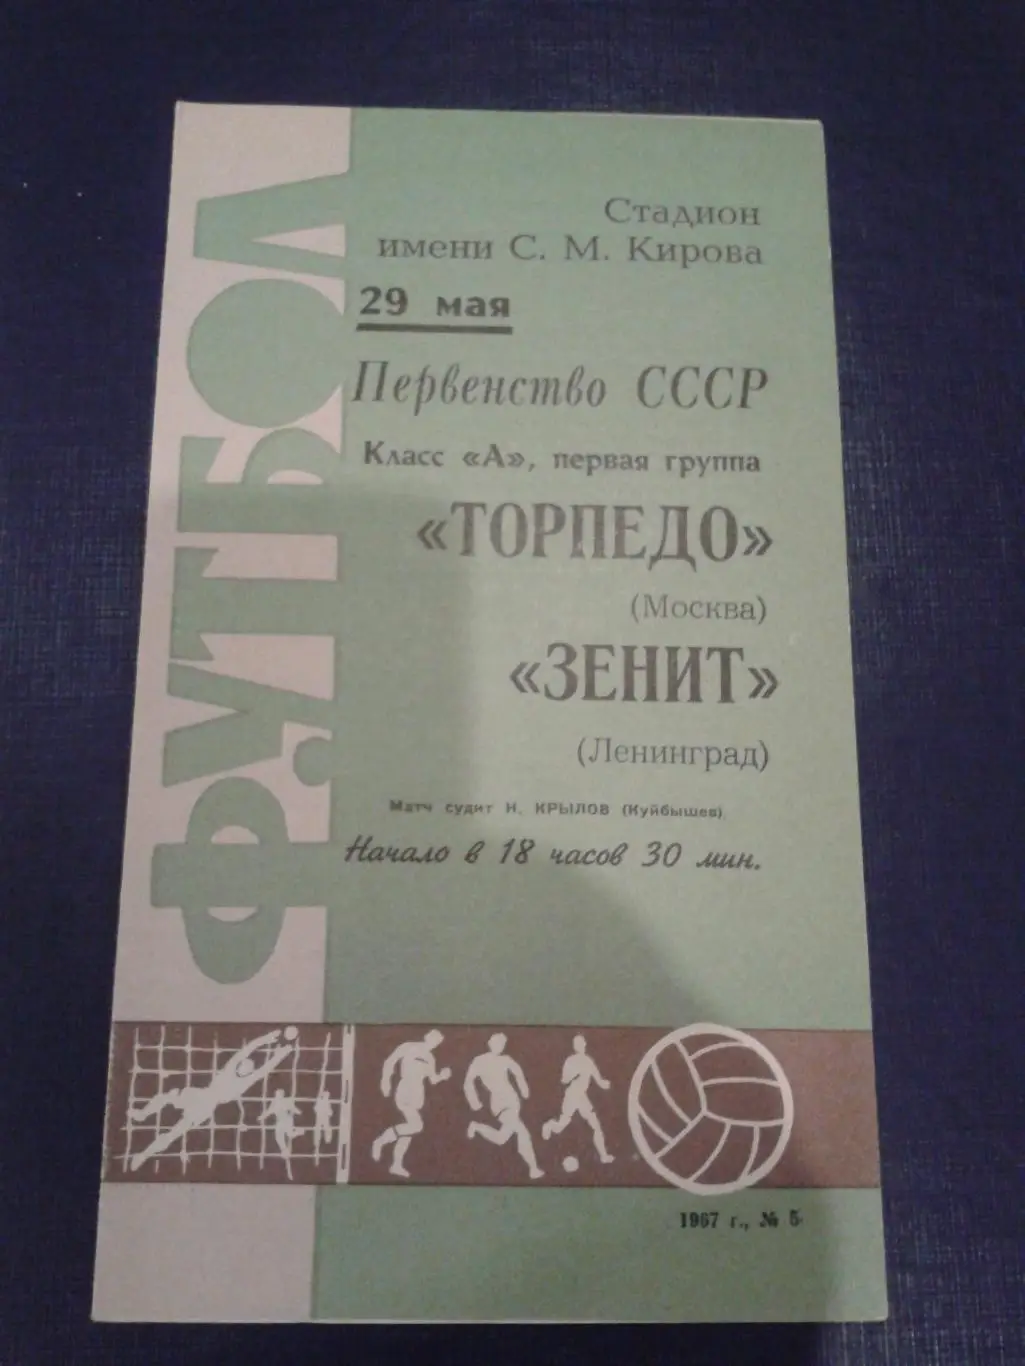 ФУТБОЛ
Стадион
имени С. М. Кирова
29 мая
Первенство СССР
Класс «А», первая группа
«ТОРПЕДО»
(Москва)
«ЗЕНИТ»
(Ленинград)
Матч судит Н. КРЫЛОВ (Куйбышев).
Начало в 18 часов 30 мин.
1967 г., № 5